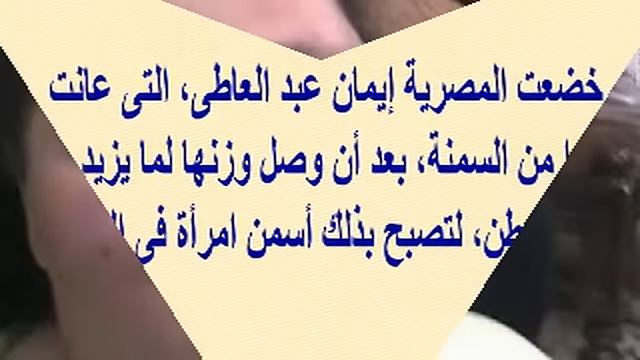 خضعت المصرية إيمان عبد العاطى، التى عانت
من السمنة، بعد أن وصل وزنها لما يزيد
لتصبح بذلك أسمن امرأة فى